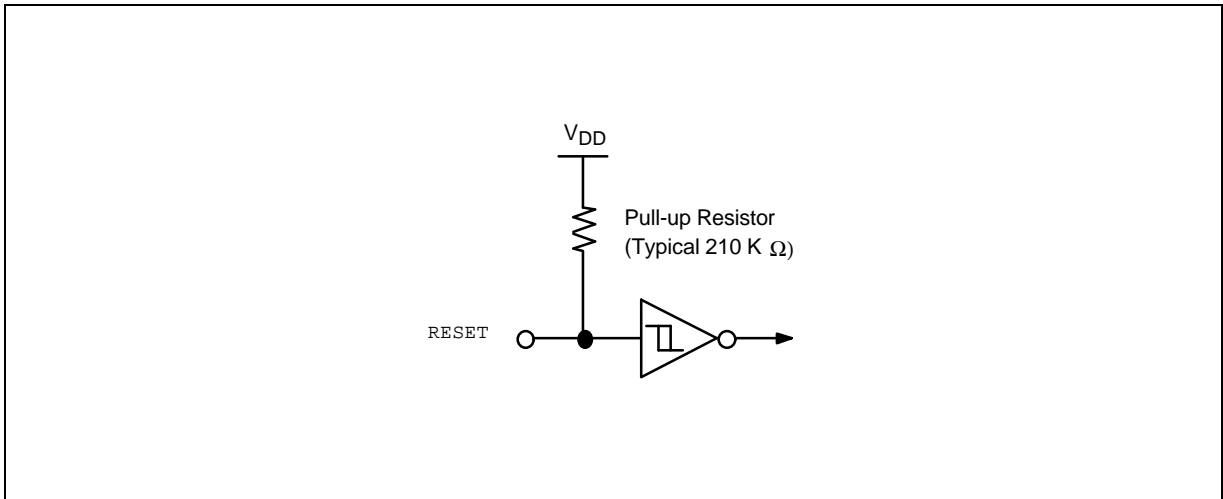 VDD
Pull-up Resistor
(Typical 210 K Ω)
RESET